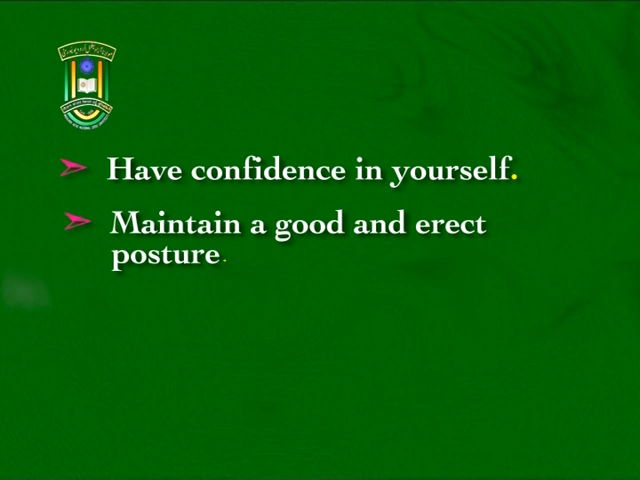 Have confidence in yourself.
Maintain a good and erect
posture.